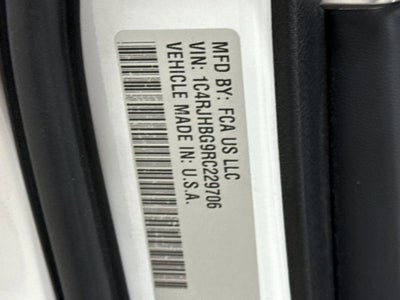 MFD BY: FCA US LLC
VIN: 1C4RJHBG9RC229706
VEHICLE MADE IN: U.S.A.